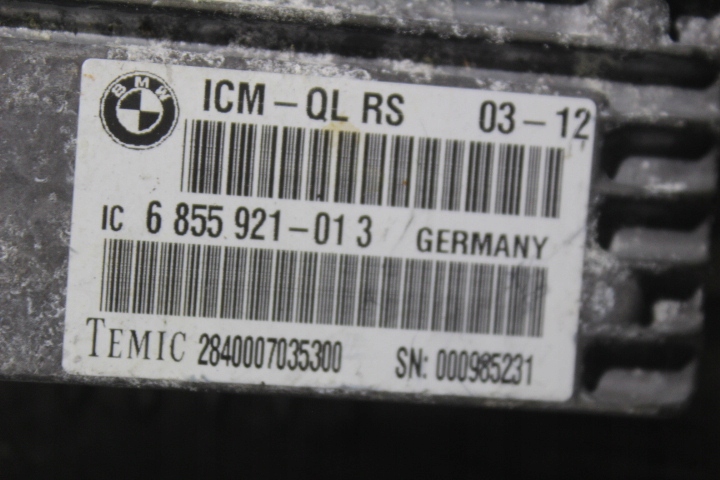 BMW
ICM-QL RS 03-12
IC 6 855 921-01 3 GERMANY
TEMIC 2840007035300 SN: 000985231